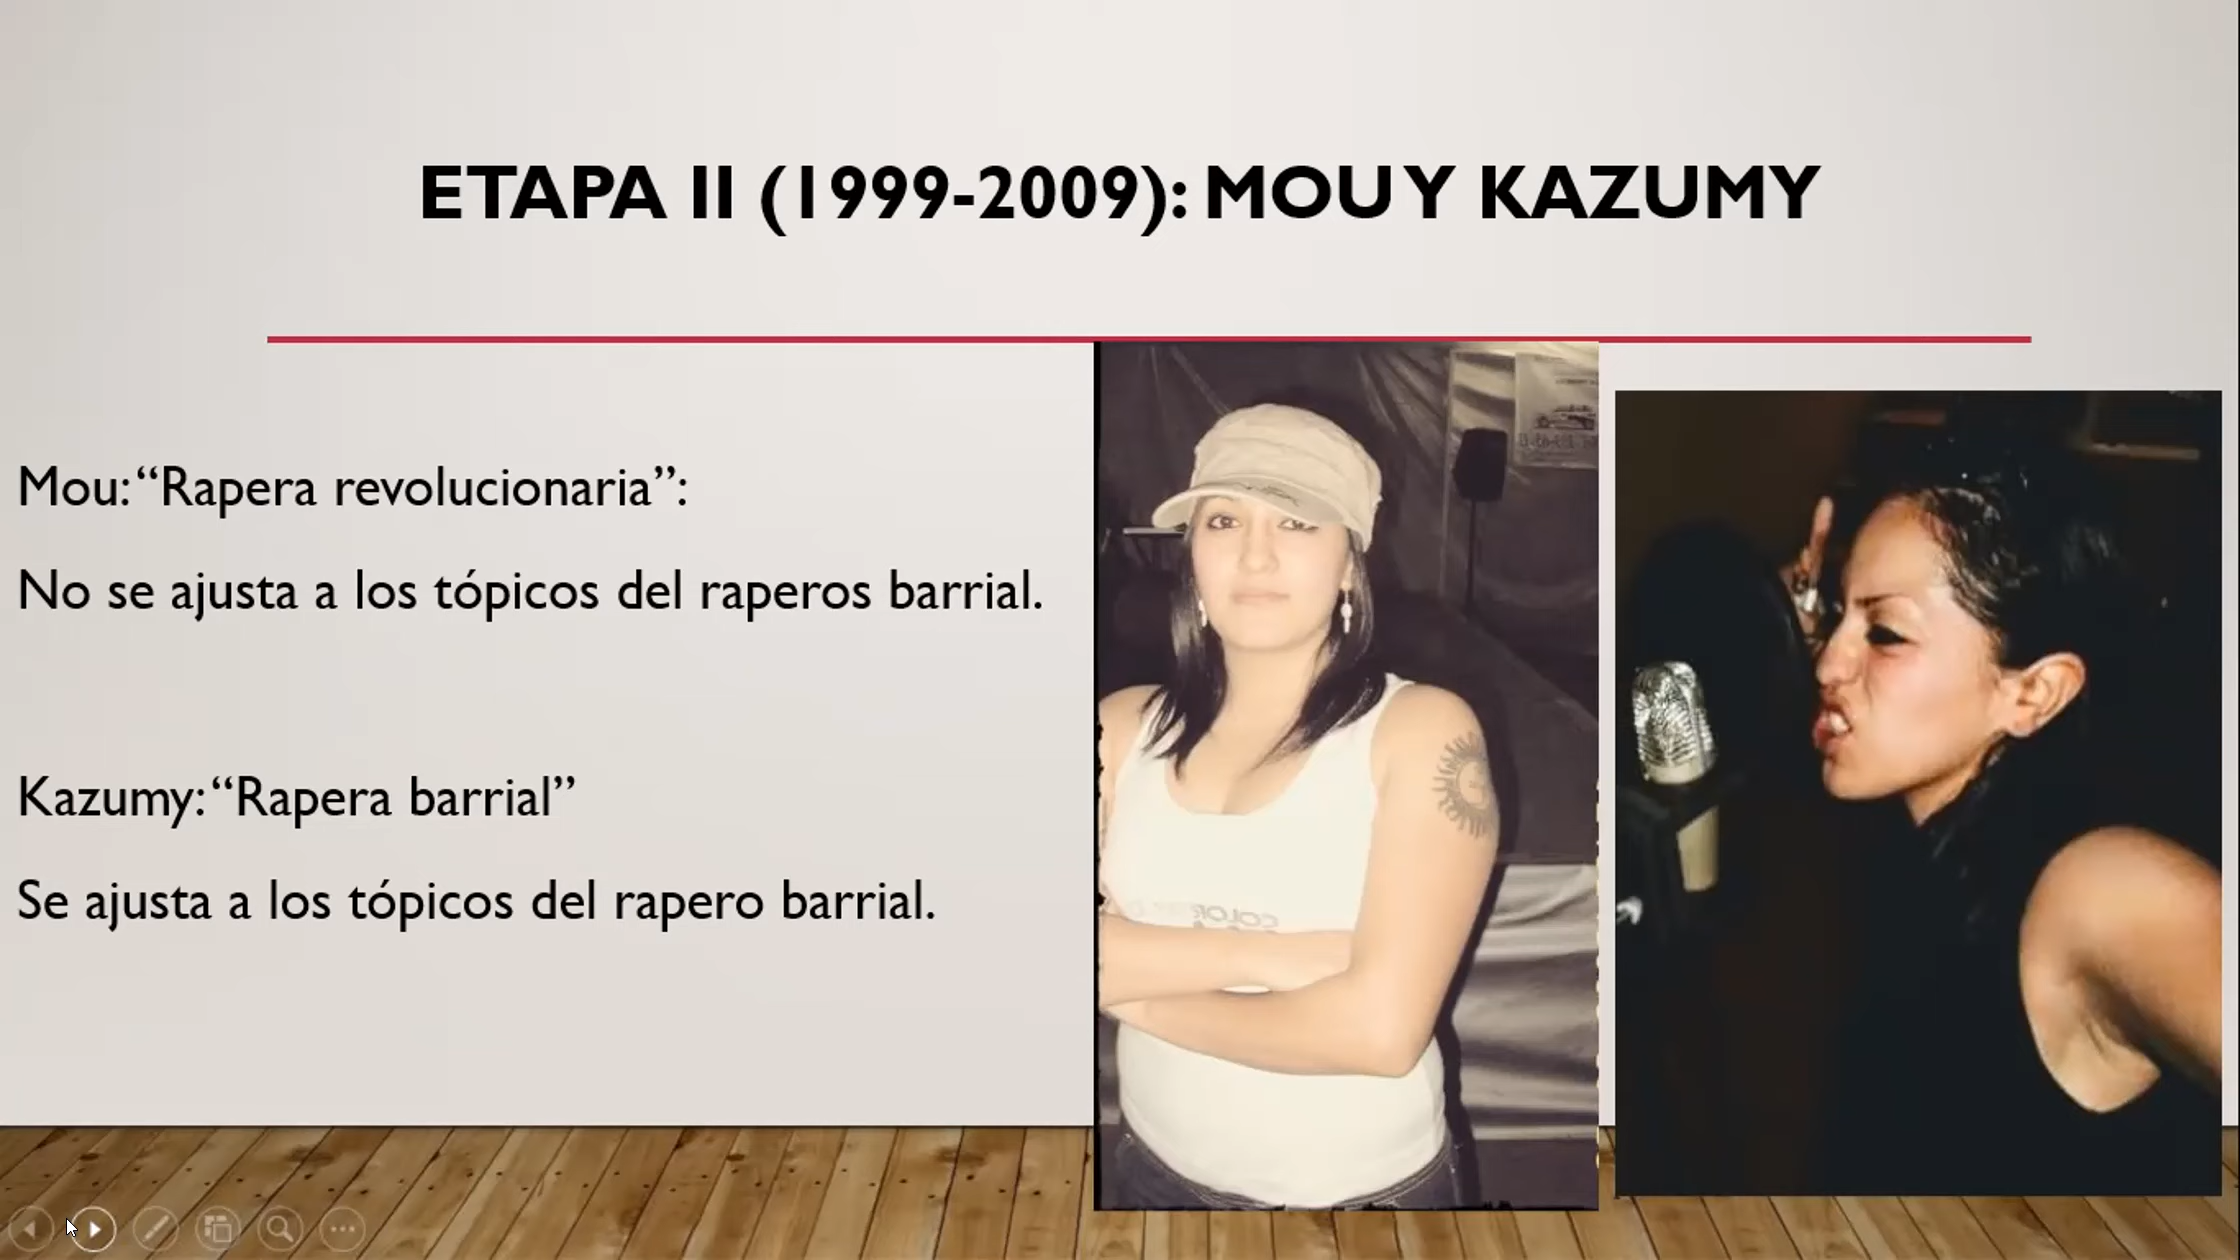 ETAPA II (1999-2009): MOU Y KAZUMY
Mou: “Rapera revolucionaria”:
No se ajusta a los tópicos del raperos barrial.
Kazumy: “Rapera barrial”
Se ajusta a los tópicos del rapero barrial.
COLOR